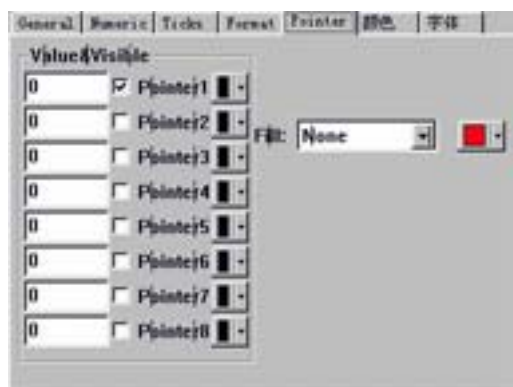 General Numeric Ticks Format Pointer 颜色 字体
Value&Visible
0 Pointer1
0 Pointer2
Fill: None
0 Pointer3
0 Pointer4
0 Pointer5
0 Pointer6
0 Pointer7
0 Pointer8